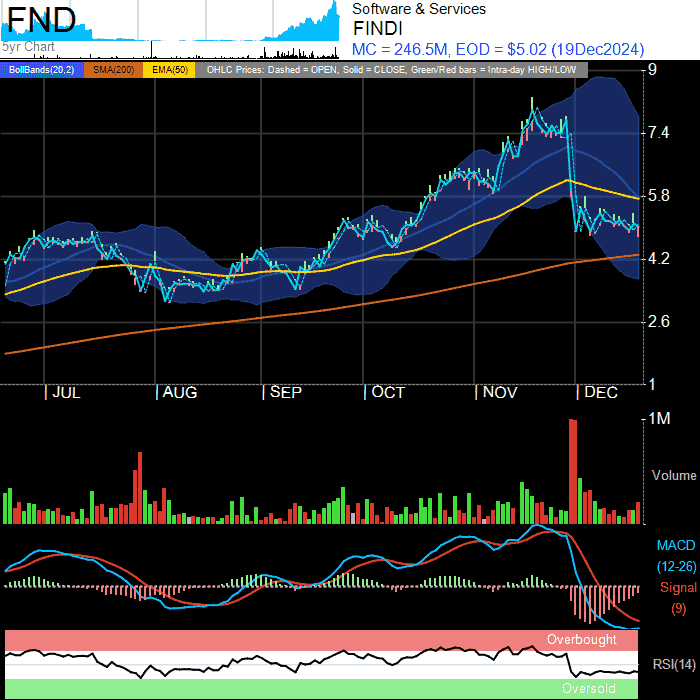 FND
5yr Chart
Software & Services
FINDI
MC = 246.5M, EOD = $5.02 (19Dec2024)
BollBands(20,2) SMA(200) EMA(50) OHLC Prices: Dashed = OPEN, Solid = CLOSE, Green/Red bars = Intra-day HIGH/LOW
9
7.4
5.8
4.2
2.6
1
JUL AUG SEP OCT NOV DEC
1M
Volume
MACD
(12-26)
Signal
(9)
Overbought
RSI(14)
Oversold